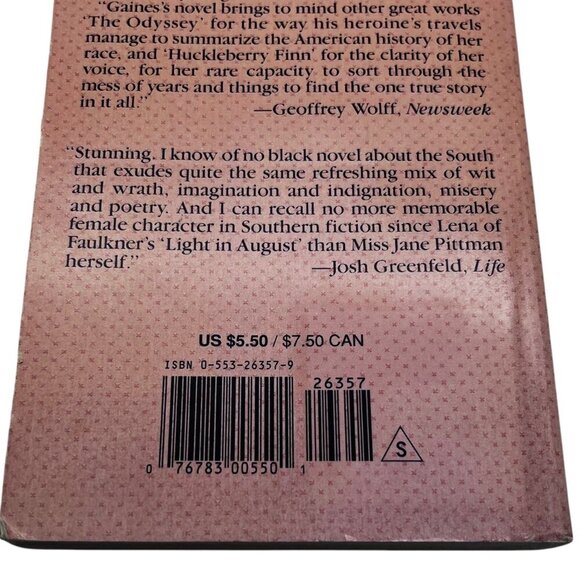 "Gaines's novel brings to mind other great works
'The Odyssey' for the way his heroine's travels
manage to summarize the American history of her
race, and 'Huckleberry Finn' for the clarity of her
voice, for her rare capacity to sort through the
mess of years and things to find the one true story
in it all."
—Geoffrey Wolff, Newsweek
"Stunning. I know of no black novel about the South
that exudes quite the same refreshing mix of wit
and wrath, imagination and indignation, misery
and poetry. And I can recall no more memorable
female character in Southern fiction since Lena of
Faulkner's 'Light in August' than Miss Jane Pittman
herself."
—Josh Greenfeld, Life
US $5.50 / $7.50 CAN
ISBN 0-553-26357-9
26357
S
0 76783 00550 1